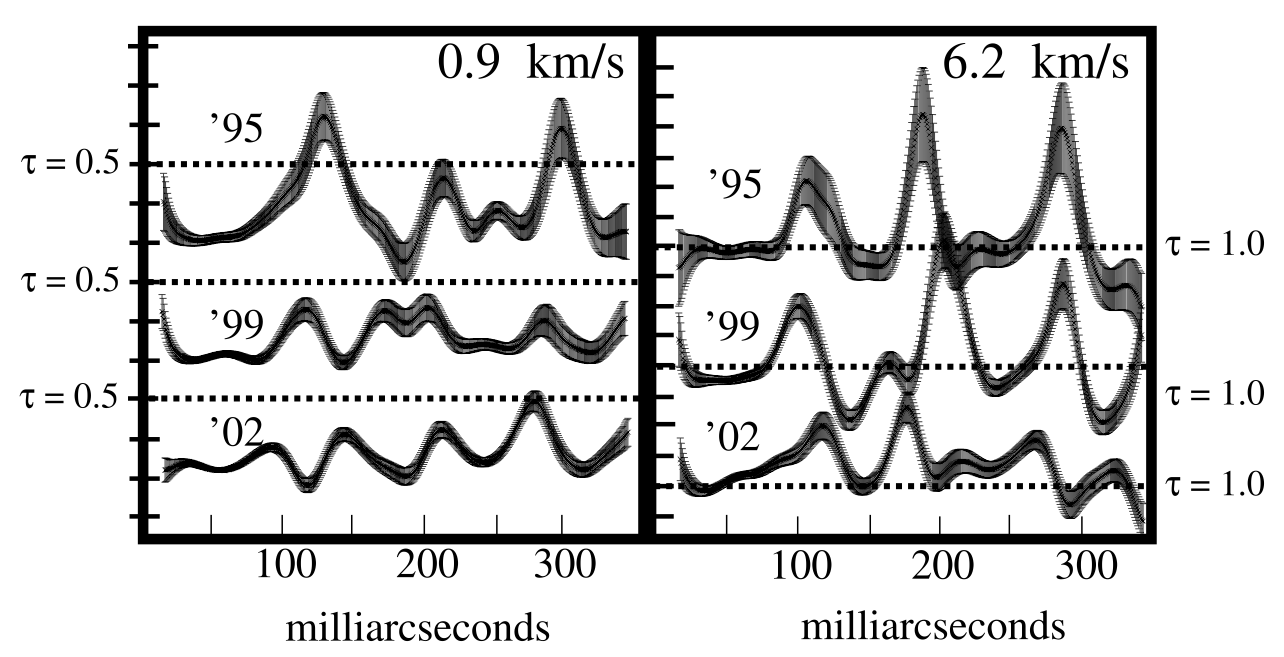 0.9 km/s
6.2 km/s
’95
τ = 0.5
’95
τ = 1.0
τ = 0.5
’99
’99
τ = 1.0
τ = 0.5
’02
’02
τ = 1.0
100 200 300
100 200 300
milliarcseconds
milliarcseconds